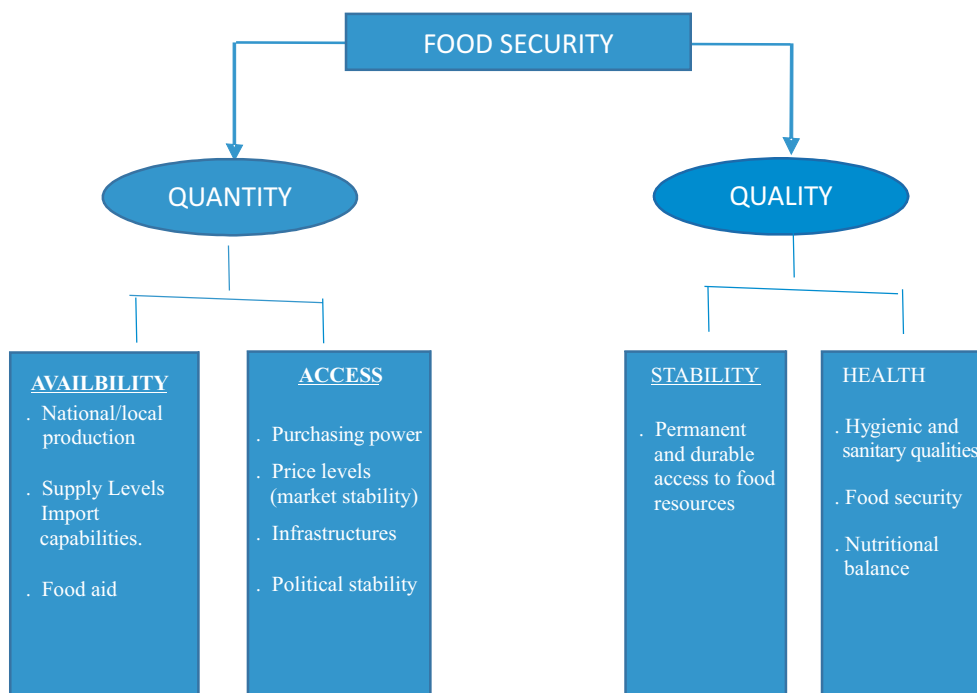 FOOD SECURITY
QUANTITY
QUALITY
AVAILBILITY
. National/local
production
. Supply Levels
Import
capabilities.
. Food aid
ACCESS
. Purchasing power
. Price levels
(market stability)
. Infrastructures
. Political stability
STABILITY
. Permanent
and durable
access to food
resources
HEALTH
. Hygienic and
sanitary qualities
. Food security
. Nutritional
balance